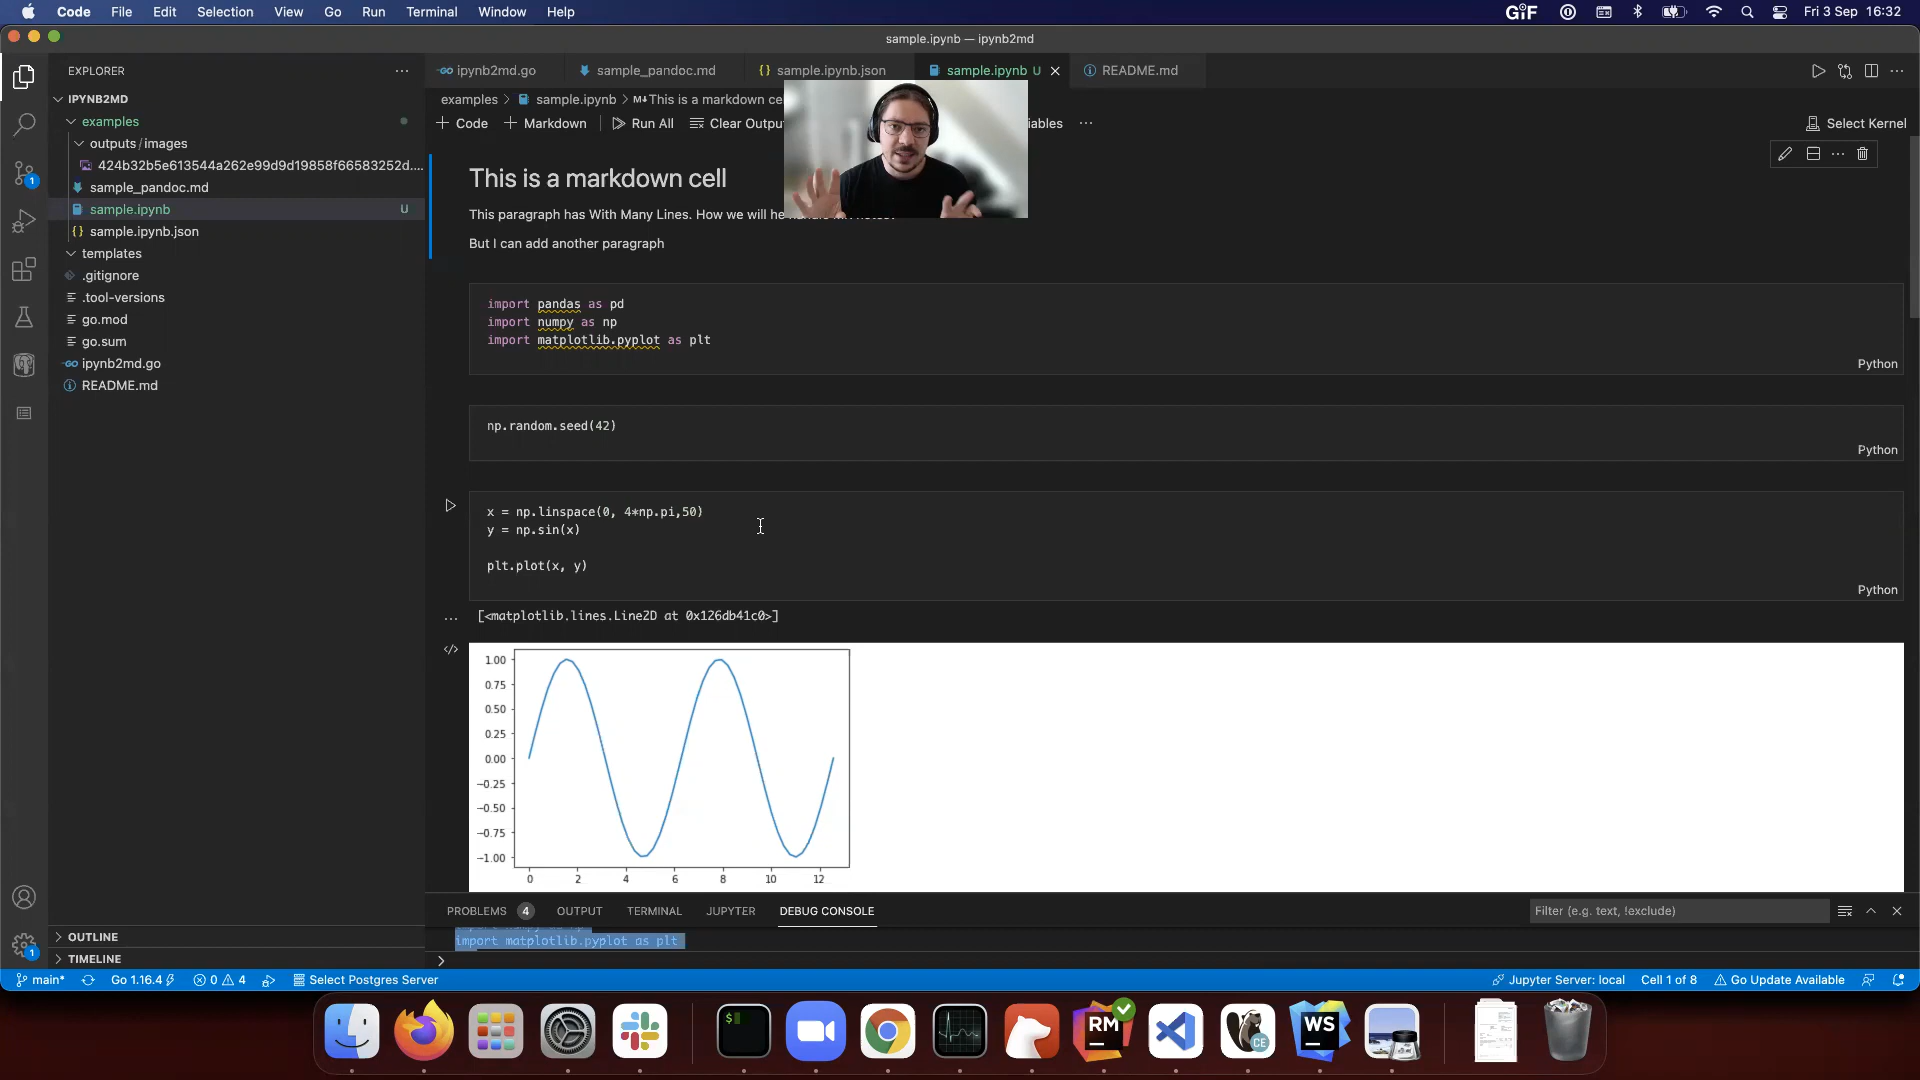 Code File Edit Selection View Go Run Terminal Window Help
GIF Fri 3 Sep 16:32
sample.ipynb — ipynb2md
EXPLORER
IPYNB2MD
examples
outputs/images
424b32b5e613544a262e99d9d19858f66583252d....
sample_pandoc.md
sample.ipynb U
sample.ipynb.json
templates
.gitignore
.tool-versions
go.mod
go.sum
ipynb2md.go
README.md
OUTLINE
TIMELINE
ipynb2md.go sample_pandoc.md sample.ipynb.json sample.ipynb U README.md
examples > sample.ipynb > M↓This is a markdown ce
+ Code + Markdown Run All Clear Outpu iables ... Select Kernel
This is a markdown cell
This paragraph has With Many Lines. How we will
But I can add another paragraph
import pandas as pd
import numpy as np
import matplotlib.pyplot as plt
Python
np.random.seed(42)
Python
x = np.linspace(0, 4*np.pi,50)
y = np.sin(x)
plt.plot(x, y)
Python
... [<matplotlib.lines.Line2D at 0x126db41c0>]
1.00
0.75
0.50
0.25
0.00
−0.25
−0.50
−0.75
−1.00
0 2 4 6 8 10 12
PROBLEMS 4 OUTPUT TERMINAL JUPYTER DEBUG CONSOLE
Filter (e.g. text, !exclude)
import matplotlib.pyplot as plt
main* Go 1.16.4 0 4 Select Postgres Server
Jupyter Server: local Cell 1 of 8 Go Update Available
RM
CE
WS